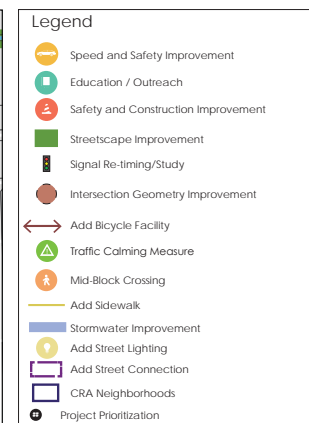 Legend
Speed and Safety Improvement
Education / Outreach
Safety and Construction Improvement
Streetscape Improvement
Signal Re-timing/Study
Intersection Geometry Improvement
Add Bicycle Facility
Traffic Calming Measure
Mid-Block Crossing
Add Sidewalk
Stormwater Improvement
Add Street Lighting
Add Street Connection
CRA Neighborhoods
Project Prioritization